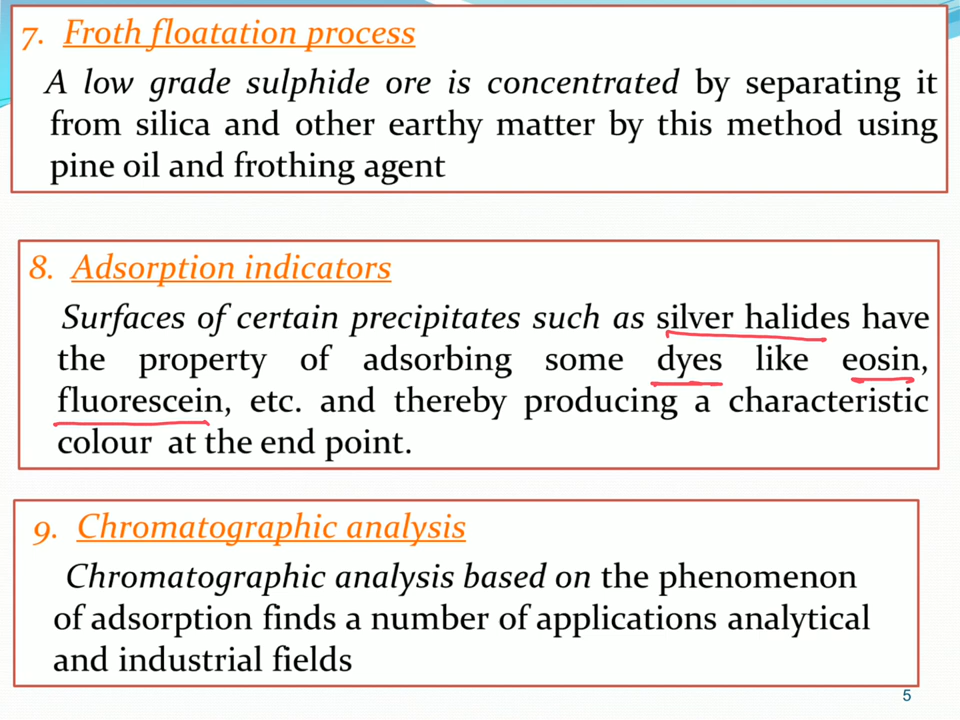 7. Froth floatation process
A low grade sulphide ore is concentrated by separating it
from silica and other earthy matter by this method using
pine oil and frothing agent
8. Adsorption indicators
Surfaces of certain precipitates such as silver halides have
the property of adsorbing some dyes like eosin,
fluorescein, etc. and thereby producing a characteristic
colour at the end point.
9. Chromatographic analysis
Chromatographic analysis based on the phenomenon
of adsorption finds a number of applications analytical
and industrial fields
5